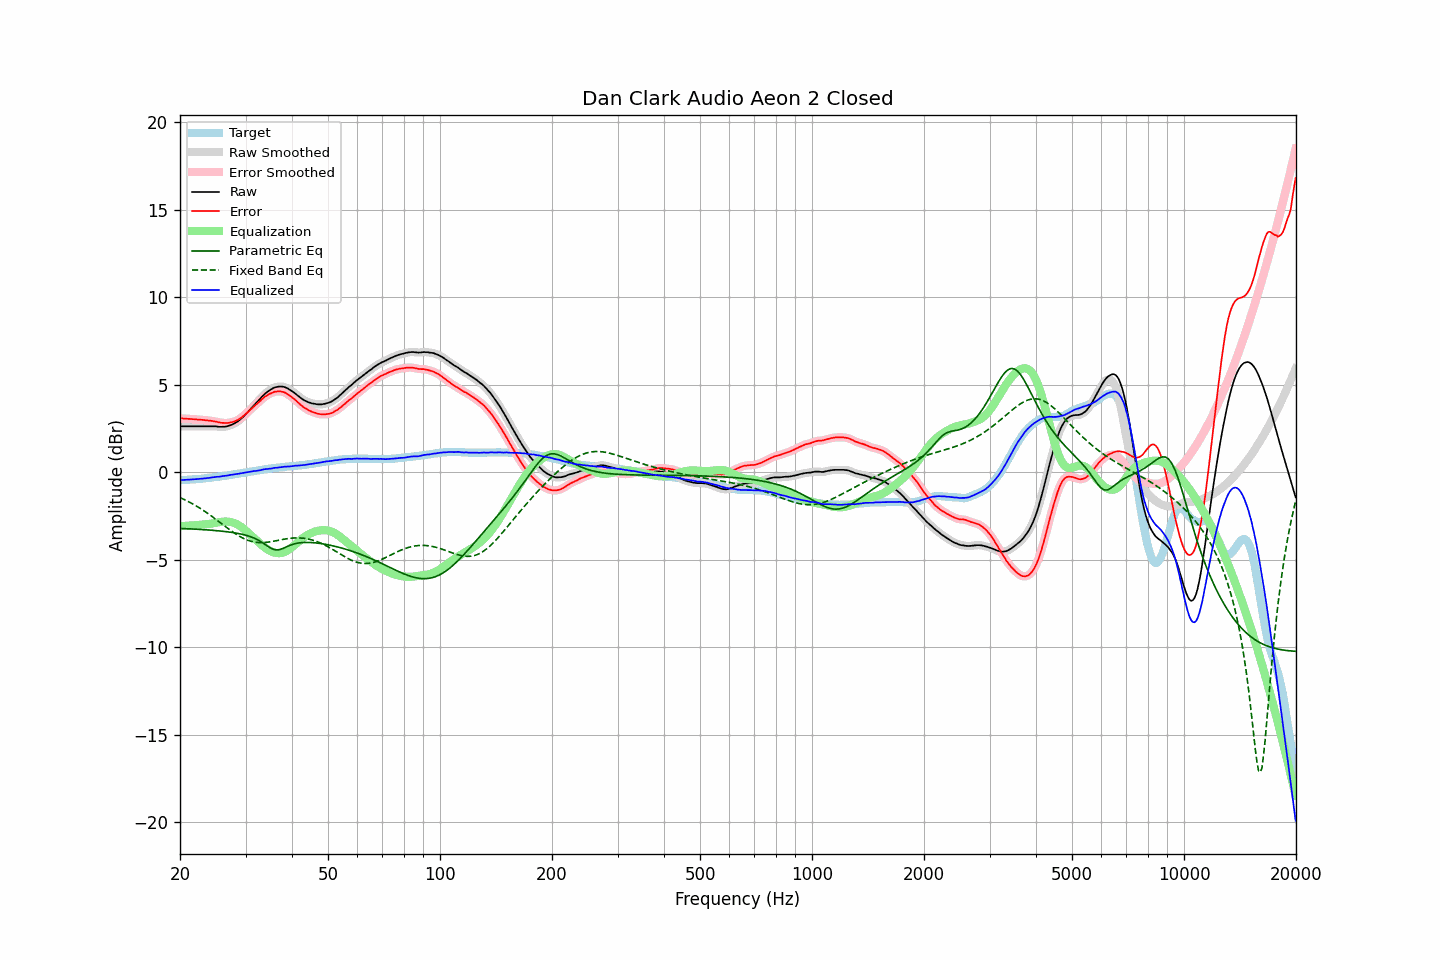 Dan Clark Audio Aeon 2 Closed
20
15
10
5
0
−5
−10
−15
−20
Amplitude (dBr)
Target
Raw Smoothed
Error Smoothed
Raw
Error
Equalization
Parametric Eq
Fixed Band Eq
Equalized
20 50 100 200 500 1000 2000 5000 10000 20000
Frequency (Hz)